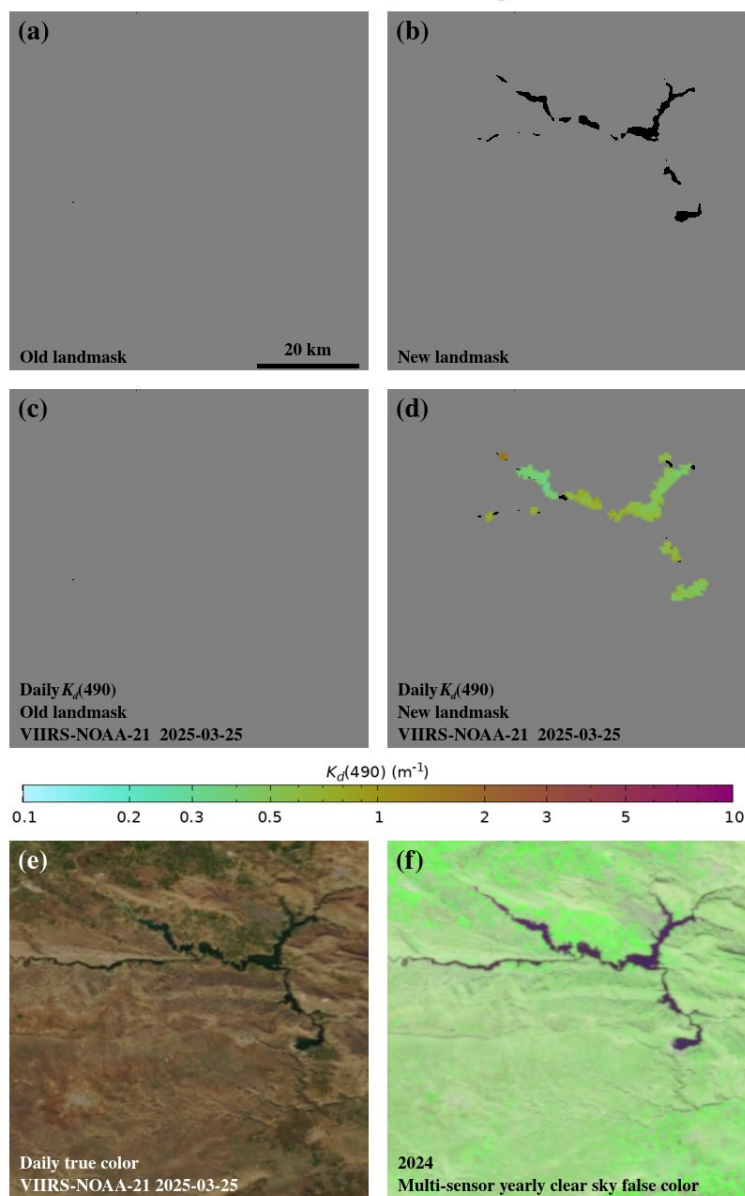 (a)
(b)
Old landmask
20 km
New landmask
(c)
(d)
Daily K_d(490)
Old landmask
VIIRS-NOAA-21 2025-03-25
Daily K_d(490)
New landmask
VIIRS-NOAA-21 2025-03-25
K_d(490) (m⁻¹)
0.1 0.2 0.3 0.5 1 2 3 5 10
(e)
(f)
Daily true color
VIIRS-NOAA-21 2025-03-25
2024
Multi-sensor yearly clear sky false color